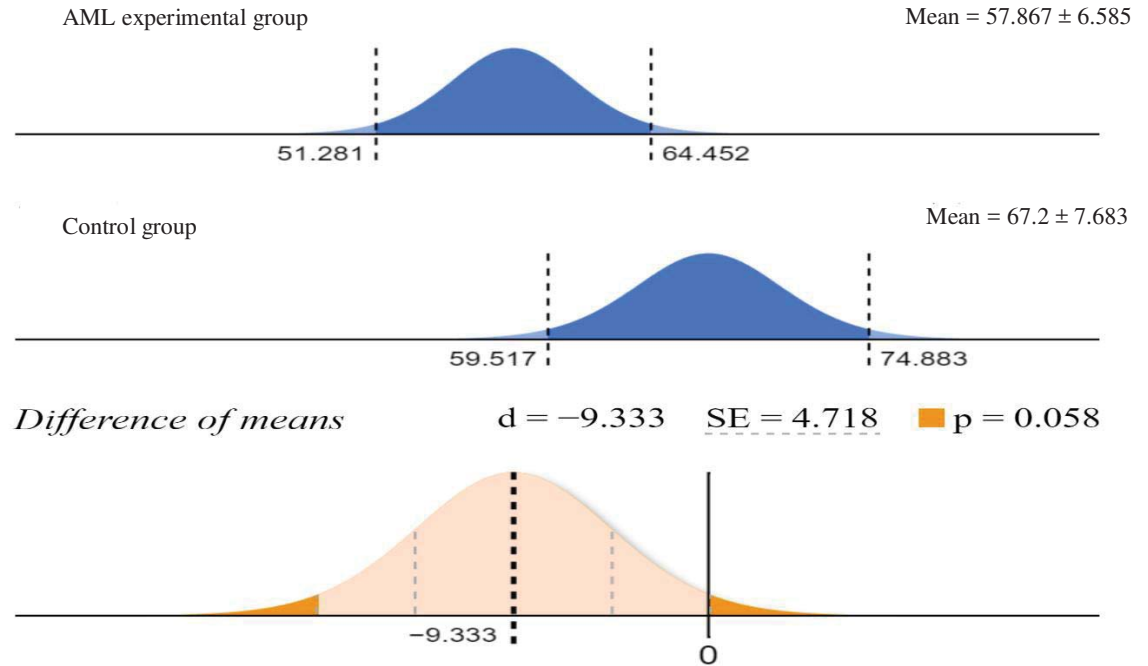 AML experimental group
Mean = 57.867 ± 6.585
51.281
64.452
Control group
Mean = 67.2 ± 7.683
59.517
74.883
Difference of means d = −9.333 SE = 4.718 p = 0.058
−9.333
0